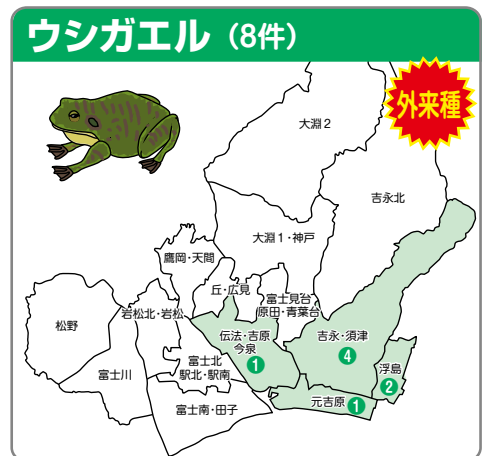 ウシガエル（8件）
外来種
大淵2
吉永北
大淵1・神戸
鷹岡・天間
丘・広見
富士見台
原田・青葉台
岩松北・岩松
松野
伝法・吉原
今泉
1
吉永・須津
4
富士川
富士北
駅北・駅南
浮島
2
元吉原
1
富士南・田子